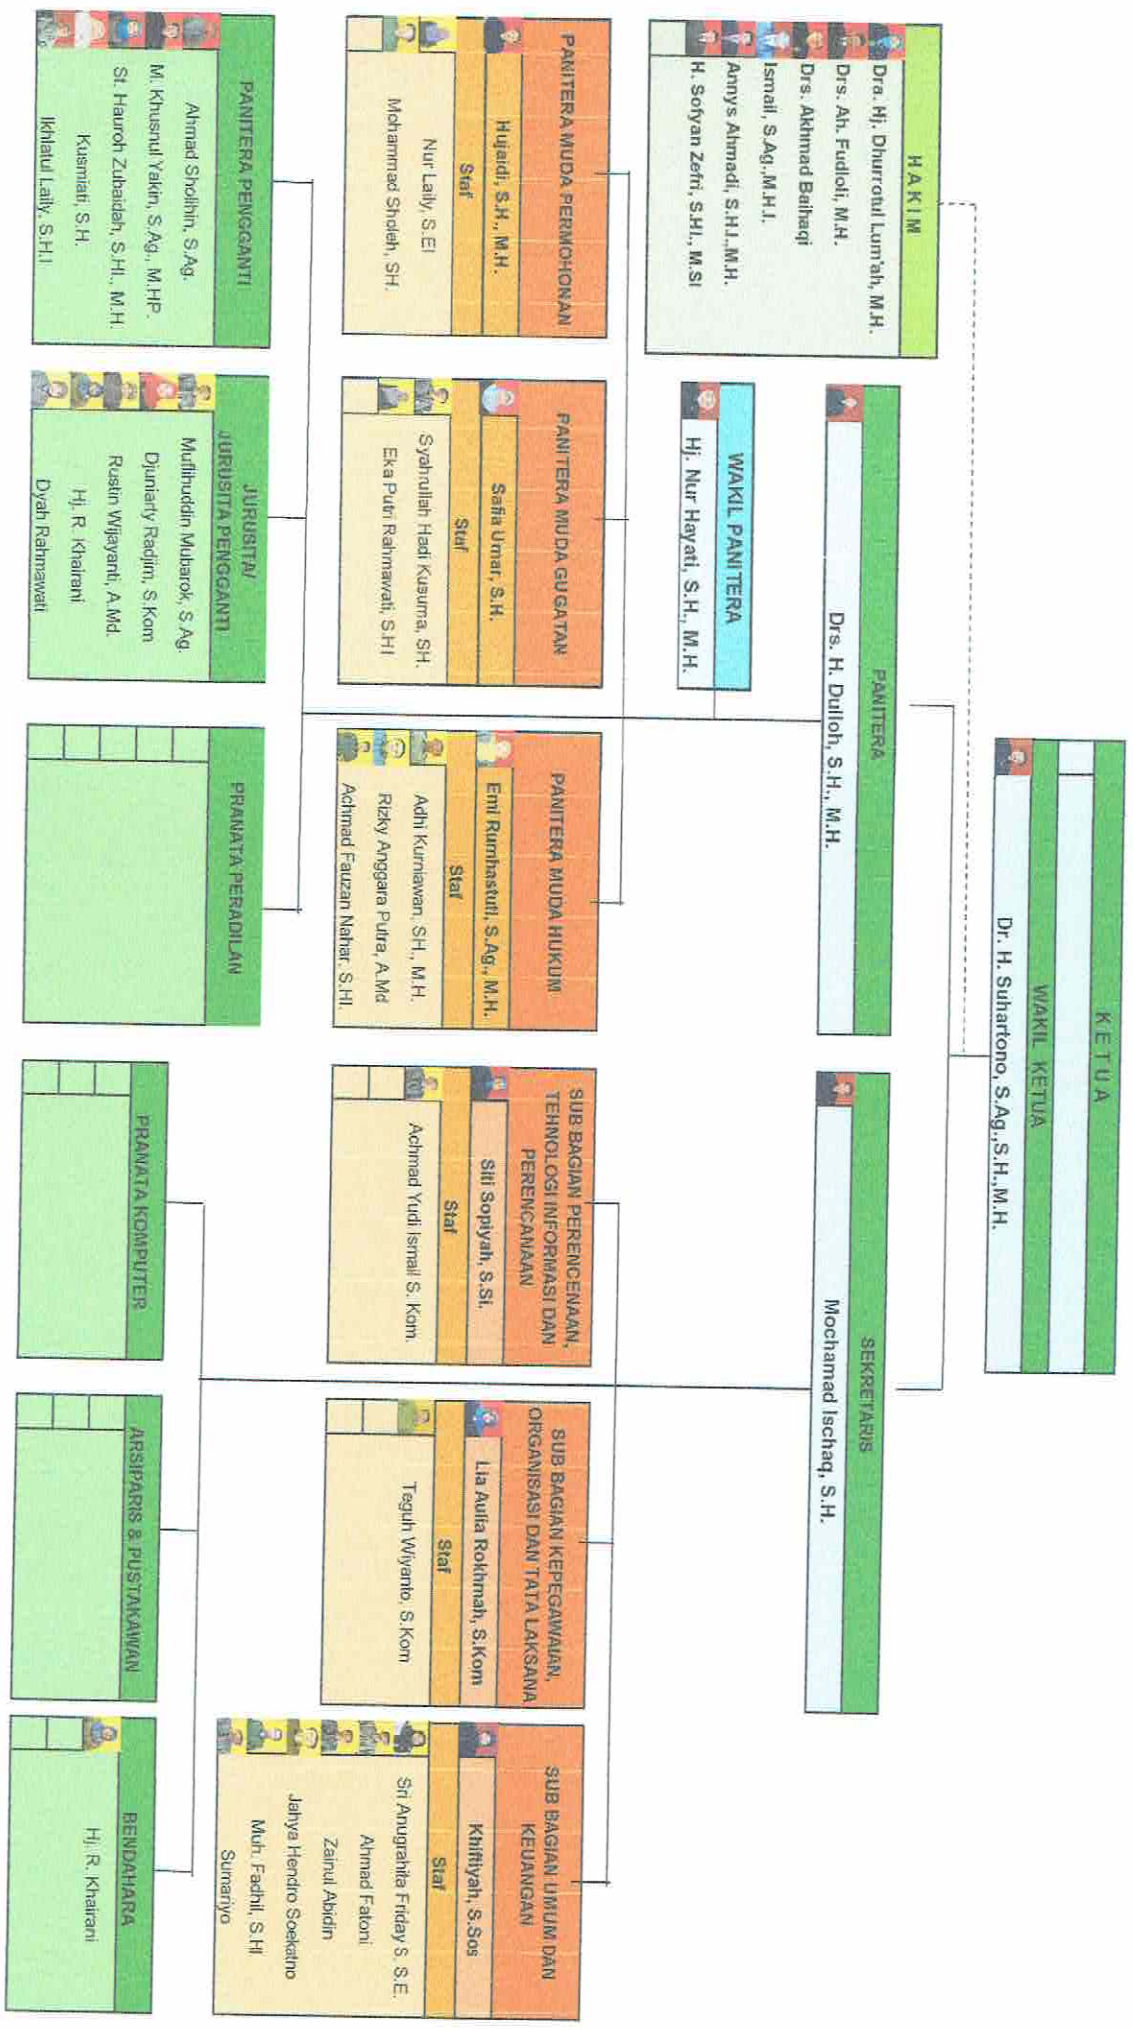 K E T U A
WAKIL KETUA
Dr. H. Suhartono, S.Ag.,S.H.,M.H.
H A K I M
Dra. Hj. Dhurrotul Lum'ah, M.H.
Drs. Ah. Fudloli, M.H.
Drs. Akhmad Baihaqi
Ismail, S.Ag.,M.H.I.
Annys Ahmadi, S.H.I.,M.H.
H. Sofyan Zefri, S.HI., M.SI
PANITERA
Drs. H. Dulloh, S.H., M.H.
SEKRETARIS
Mochamad Ischaq, S.H.
WAKIL PANITERA
Hj. Nur Hayati, S.H., M.H.
PANITERA MUDA PERMOHONAN
Hujaidi, S.H., M.H.
Staf
Nur Laily, S.EI
Mohammad Sholeh, SH.
PANITERA MUDA GUGATAN
Safia Umar, S.H.
Staf
Syahrullah Hadi Kusuma, SH.
Eka Putri Rahmawati, S.HI
PANITERA MUDA HUKUM
Emi Rumhastuti, S.Ag., M.H.
Staf
Adhi Kurniawan, SH., M.H.
Rizky Anggara Putra, A.Md
Achmad Fauzan Nahar, S.HI.
SUB BAGIAN PERENCENAAN,
TEHNOLOGI INFORMASI DAN
PERENCANAAN
Siti Sopiyah, S.Si.
Staf
Achmad Yudi Ismail S. Kom.
SUB BAGIAN KEPEGAWAIAN,
ORGANISASI DAN TATA LAKSANA
Lia Aulia Rokhmah, S.Kom
Staf
Teguh Wiyanto, S.Kom
SUB BAGIAN UMUM DAN
KEUANGAN
Khiftiyah, S.Sos
Staf
Sri Anugrahita Friday S. S.E.
Ahmad Fatoni
Zainul Abidin
Jahya Hendro Soekatno
Muh. Fadhil, S.HI
Sumariyo
PANITERA PENGGANTI
Ahmad Sholihin, S.Ag.
M. Khusnul Yakin, S.Ag., M.HP.
St. Hauroh Zubaidah, S.HI., M.H.
Kusmiati, S.H.
Ikhlatul Laily, S.H.I.
JURUSITA/
JURUSITA PENGGANTI
Muflihuddin Mubarok, S.Ag.
Djuniarty Radjim, S.Kom
Rustin Wijayanti, A.Md.
Hj. R. Khairani
Dyah Rahmawati
PRANATA PERADILAN
PRANATA KOMPUTER
ARSIPARIS & PUSTAKAWAN
BENDAHARA
Hj. R. Khairani